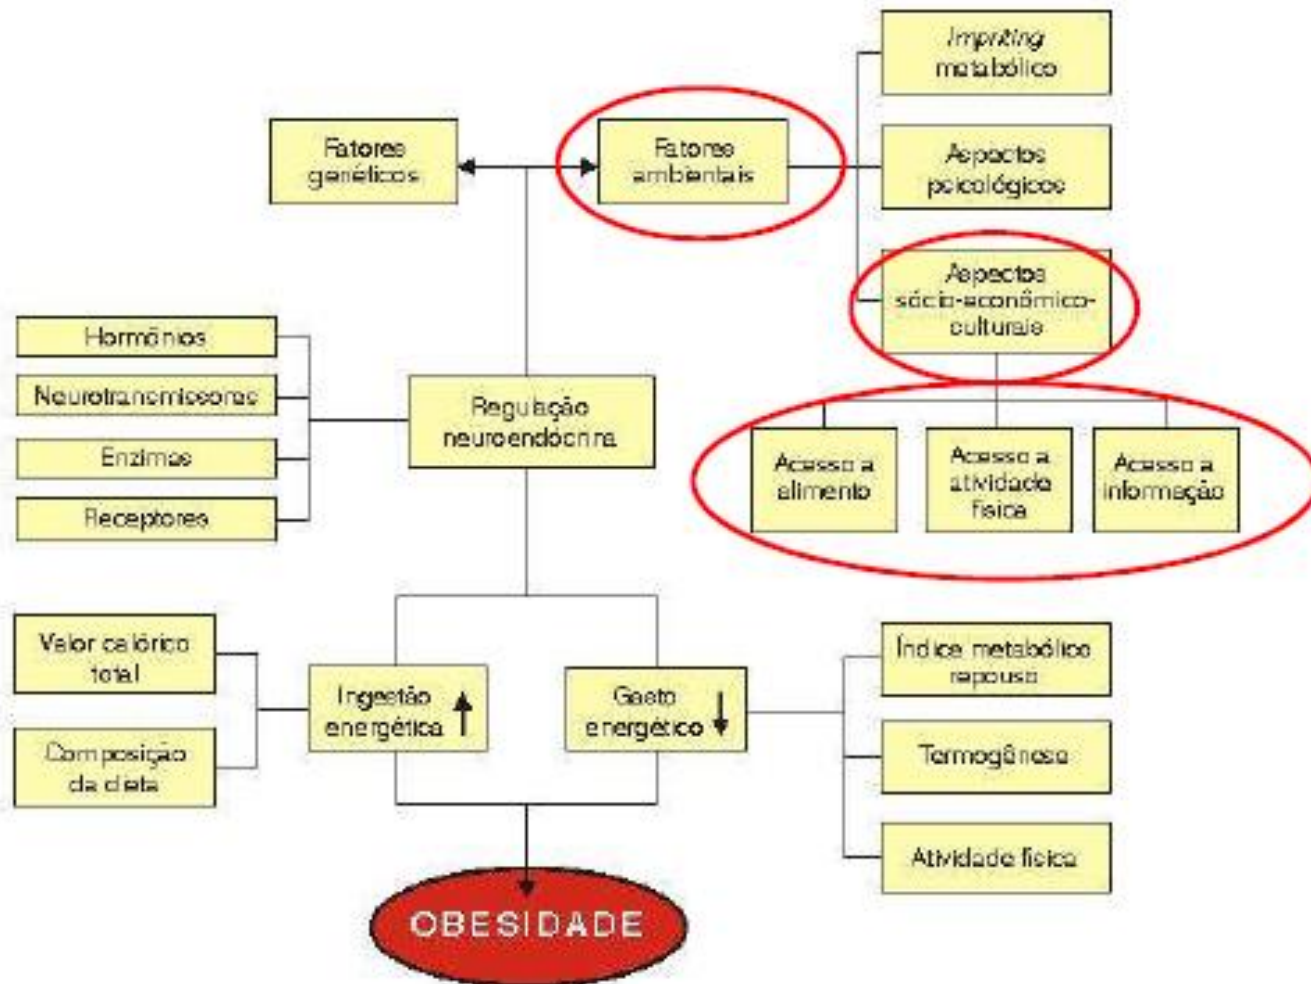 Imprinting
metabólico
Fatores
genéticos
Fatores
ambientais
Aspectos
psicológicos
Aspectos
sócio-econômico-
culturais
Hormônios
Neurotransmissores
Enzimas
Receptores
Regulação
neuroendócrina
Acesso a
alimento
Acesso a
atividade
física
Acesso a
informação
Valor calórico
total
Composição
da dieta
Ingestão
energética
Gasto
energético
Índice metabólico
repouso
Termogênese
Atividade física
OBESIDADE